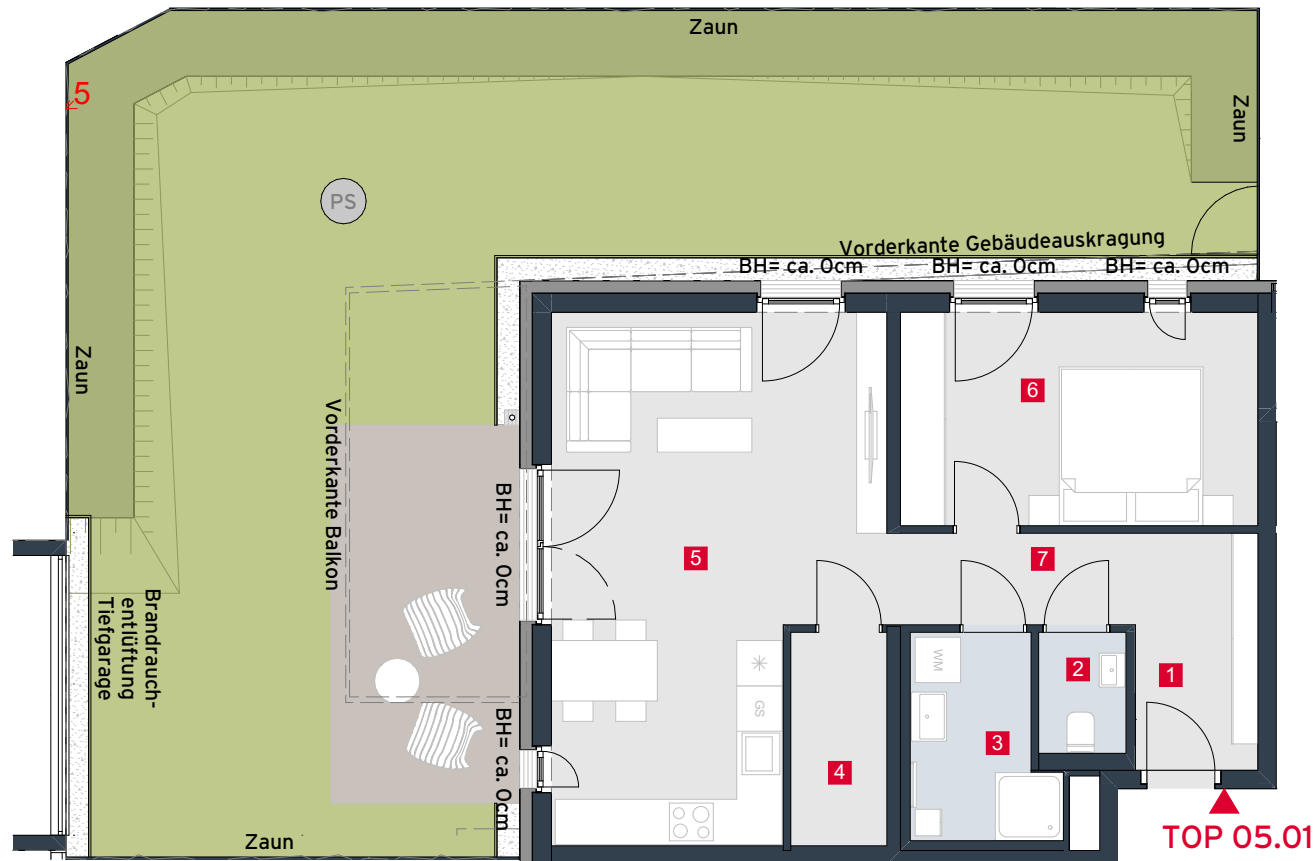 Zaun
5
Zaun
PS
Vorderkante Gebäudeauskragung
BH= ca. 0cm
BH= ca. 0cm
BH= ca. 0cm
Zaun
Vorderkante Balkon
6
BH= ca. 0cm
5
7
Brandrauch-
entlüftung
Tiefgarage
WM
2
1
GS
3
4
BH= ca. 0cm
Zaun
TOP 05.01